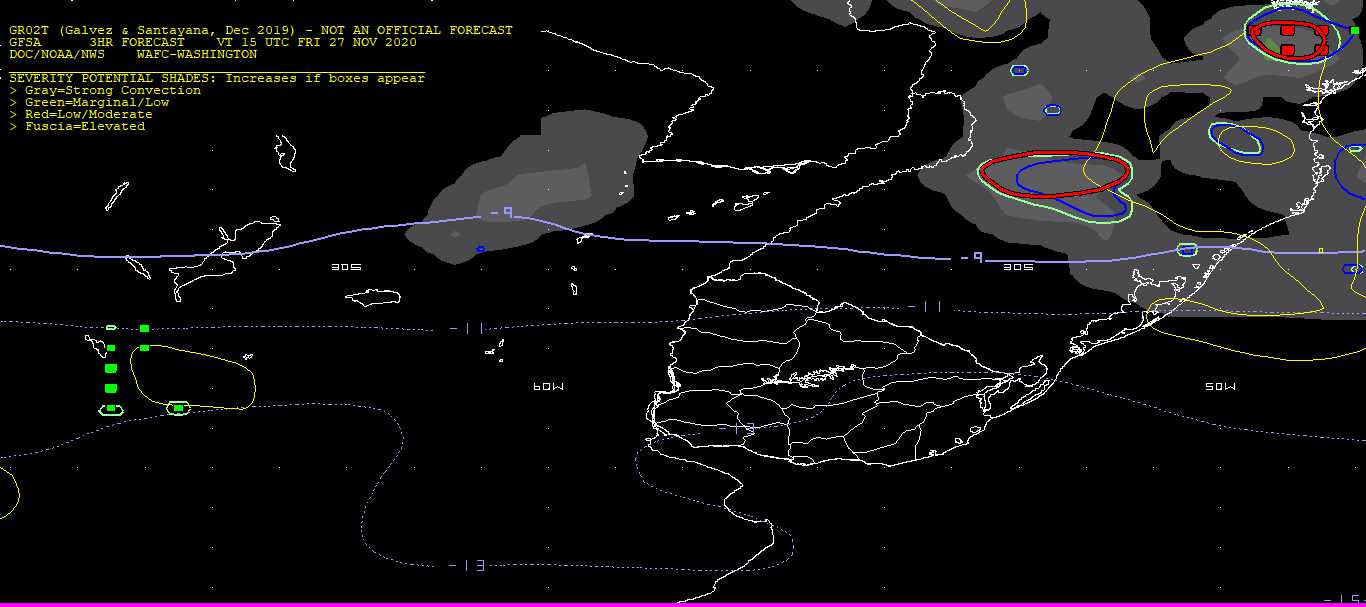 GR02T (Galvez & Santayana, Dec 2019) - NOT AN OFFICIAL FORECAST
GFSA 3HR FORECAST VT 15 UTC FRI 27 NOV 2020
DOC/NOAA/NWS WAFC-WASHINGTON
SEVERITY POTENTIAL SHADES: Increases if boxes appear
> Gray=Strong Convection
> Green=Marginal/Low
> Red=Low/Moderate
> Fuscia=Elevated
-9
-9
30S
30S
-11
-11
60W
50W
-13
-13
-15